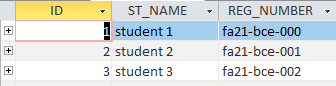 ID ST_NAME REG_NUMBER
1 student 1 fa21-bce-000
2 student 2 fa21-bce-001
3 student 3 fa21-bce-002